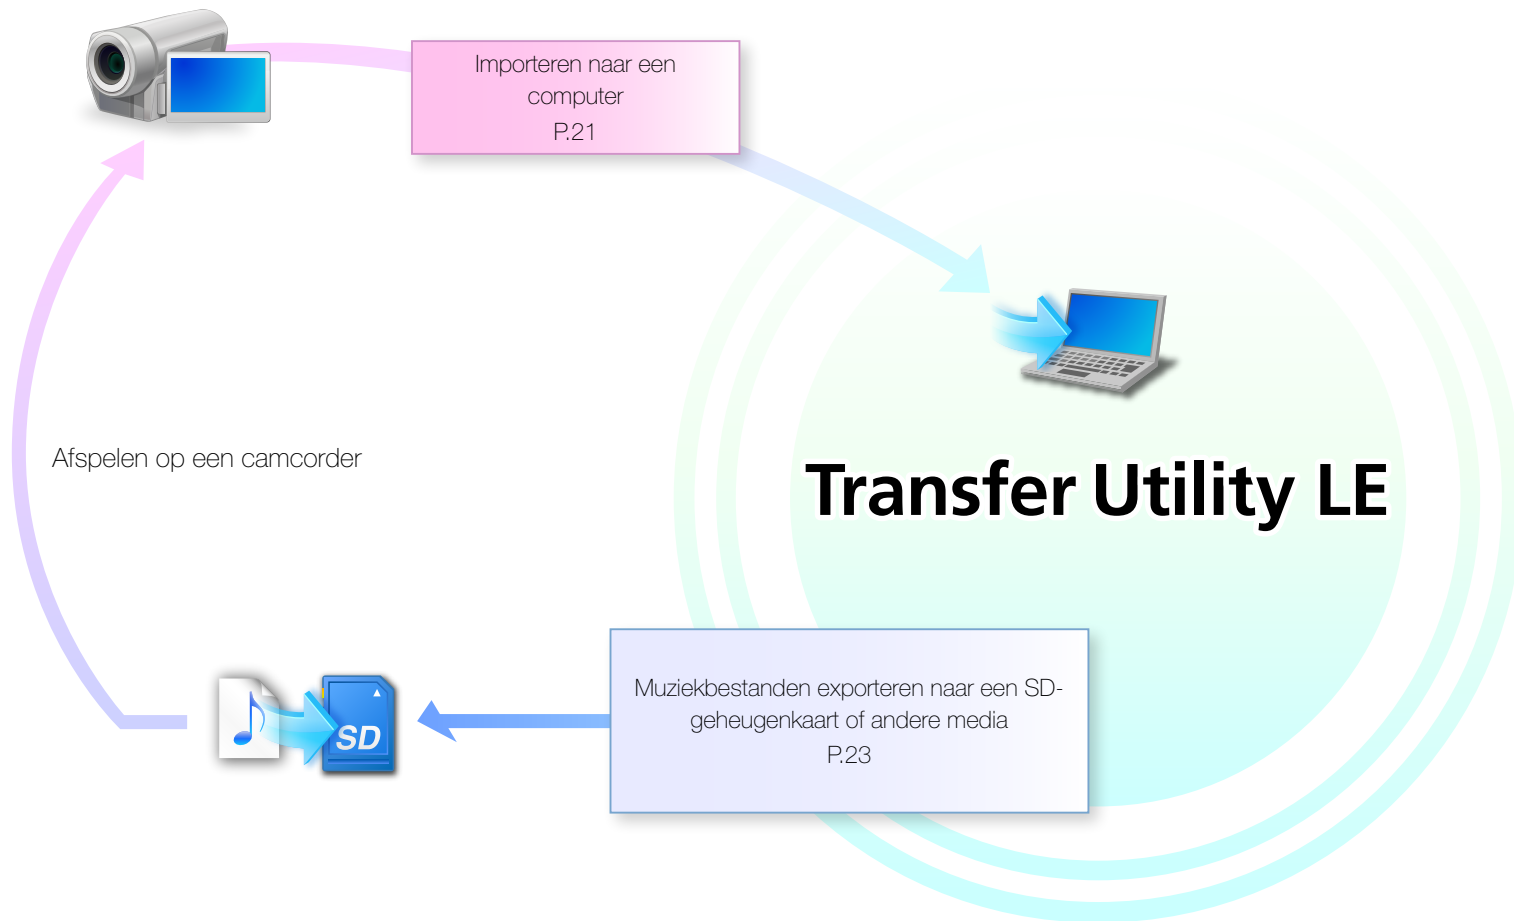 Importeren naar een
computer
P.21
Afspelen op een camcorder
Transfer Utility LE
Muziekbestanden exporteren naar een SD-
geheugenkaart of andere media
P.23
SD